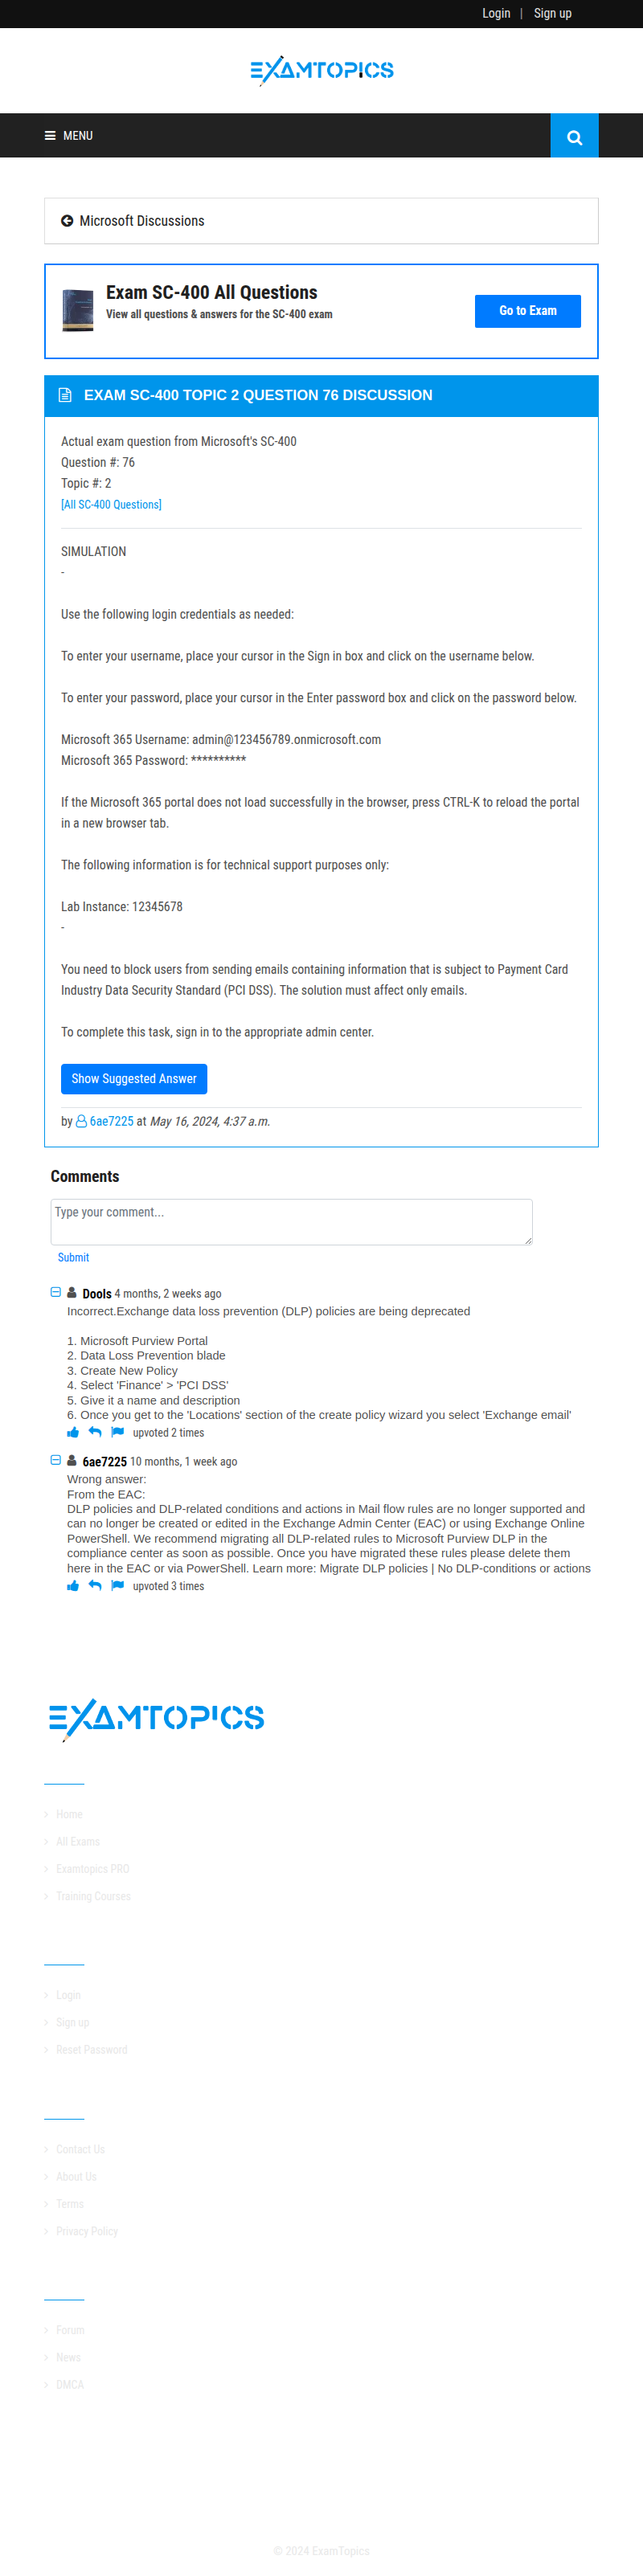 Login | Sign up
EXAMTOPICS
MENU
Microsoft Discussions
Exam SC-400 All Questions
View all questions & answers for the SC-400 exam
Go to Exam
EXAM SC-400 TOPIC 2 QUESTION 76 DISCUSSION
Actual exam question from Microsoft's SC-400
Question #: 76
Topic #: 2
[All SC-400 Questions]
SIMULATION
-
Use the following login credentials as needed:
To enter your username, place your cursor in the Sign in box and click on the username below.
To enter your password, place your cursor in the Enter password box and click on the password below.
Microsoft 365 Username: admin@123456789.onmicrosoft.com
Microsoft 365 Password: **********
If the Microsoft 365 portal does not load successfully in the browser, press CTRL-K to reload the portal
in a new browser tab.
The following information is for technical support purposes only:
Lab Instance: 12345678
-
You need to block users from sending emails containing information that is subject to Payment Card
Industry Data Security Standard (PCI DSS). The solution must affect only emails.
To complete this task, sign in to the appropriate admin center.
Show Suggested Answer
by 6ae7225 at May 16, 2024, 4:37 a.m.
Comments
Type your comment...
Submit
Dools 4 months, 2 weeks ago
Incorrect.Exchange data loss prevention (DLP) policies are being deprecated
1. Microsoft Purview Portal
2. Data Loss Prevention blade
3. Create New Policy
4. Select 'Finance' > 'PCI DSS'
5. Give it a name and description
6. Once you get to the 'Locations' section of the create policy wizard you select 'Exchange email'
upvoted 2 times
6ae7225 10 months, 1 week ago
Wrong answer:
From the EAC:
DLP policies and DLP-related conditions and actions in Mail flow rules are no longer supported and
can no longer be created or edited in the Exchange Admin Center (EAC) or using Exchange Online
PowerShell. We recommend migrating all DLP-related rules to Microsoft Purview DLP in the
compliance center as soon as possible. Once you have migrated these rules please delete them
here in the EAC or via PowerShell. Learn more: Migrate DLP policies | No DLP-conditions or actions
upvoted 3 times
EXAMTOPICS
Home
All Exams
Examtopics PRO
Training Courses
Login
Sign up
Reset Password
Contact Us
About Us
Terms
Privacy Policy
Forum
News
DMCA
© 2024 ExamTopics